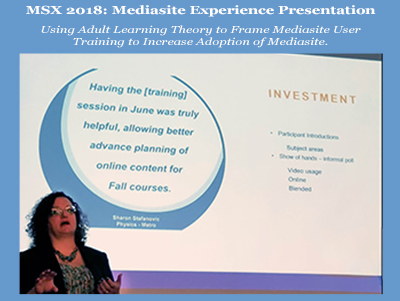 MSX 2018: Mediasite Experience Presentation
Using Adult Learning Theory to Frame Mediasite User
Training to Increase Adoption of Mediasite.
Having the [training]
session in June was truly
helpful, allowing better
advance planning of
online content for
Fall courses.
Sharon Stefanovic
Physics - Metro
INVESTMENT
• Participant Introductions
Subject areas
• Show of hands – informal poll
Video usage
Online
Blended